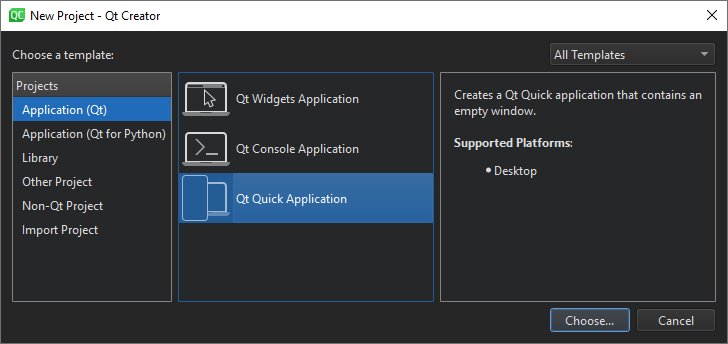 QC New Project - Qt Creator
Choose a template:
All Templates
Projects
Application (Qt)
Application (Qt for Python)
Library
Other Project
Non-Qt Project
Import Project
Qt Widgets Application
Qt Console Application
Qt Quick Application
Creates a Qt Quick application that contains an
empty window.
Supported Platforms:
• Desktop
Choose...
Cancel